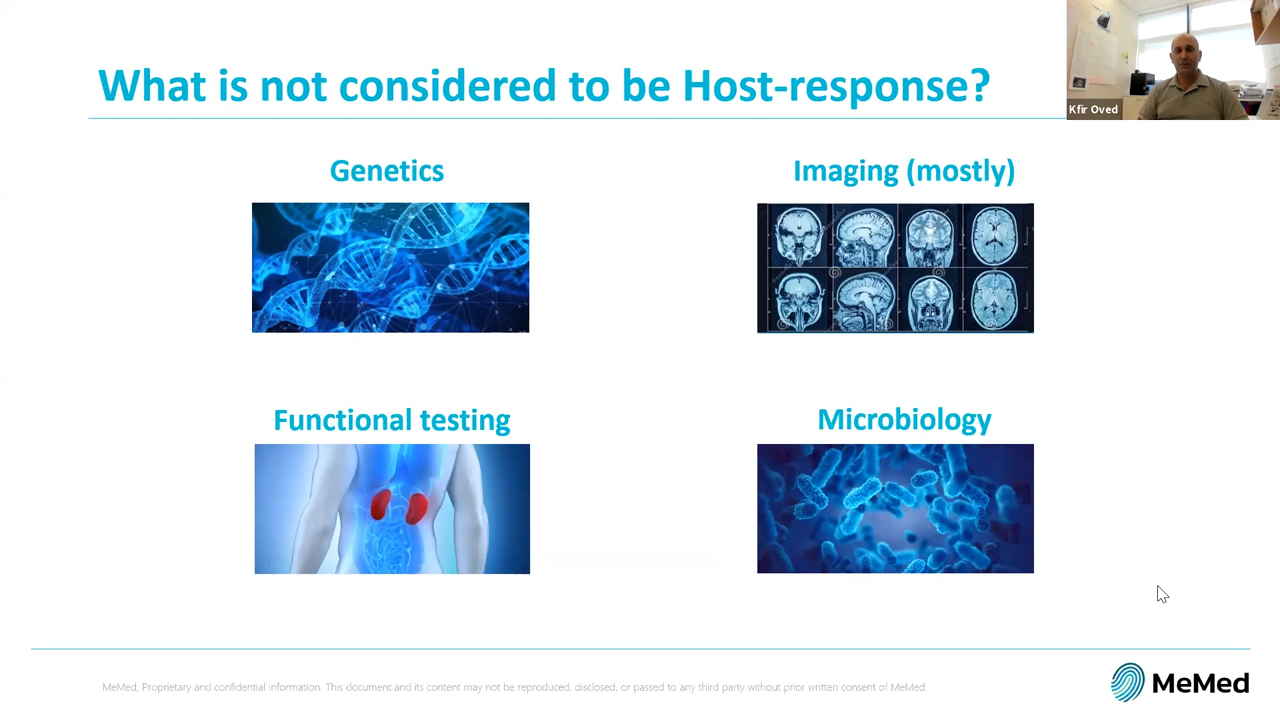 What is not considered to be Host-response?
Kfir Oved
Genetics
Imaging (mostly)
Functional testing
Microbiology
MeMed, Proprietary and confidential information. This document and its content may not be reproduced, disclosed, or passed to any third party without prior written consent of MeMed.
MeMed